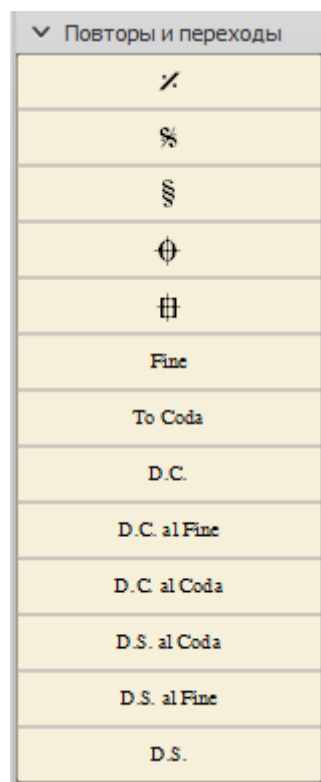 Повторы и переходы
𝄎
𝄋
§
𝄌
Fine
To Coda
D.C.
D.C. al Fine
D.C. al Coda
D.S. al Coda
D.S. al Fine
D.S.